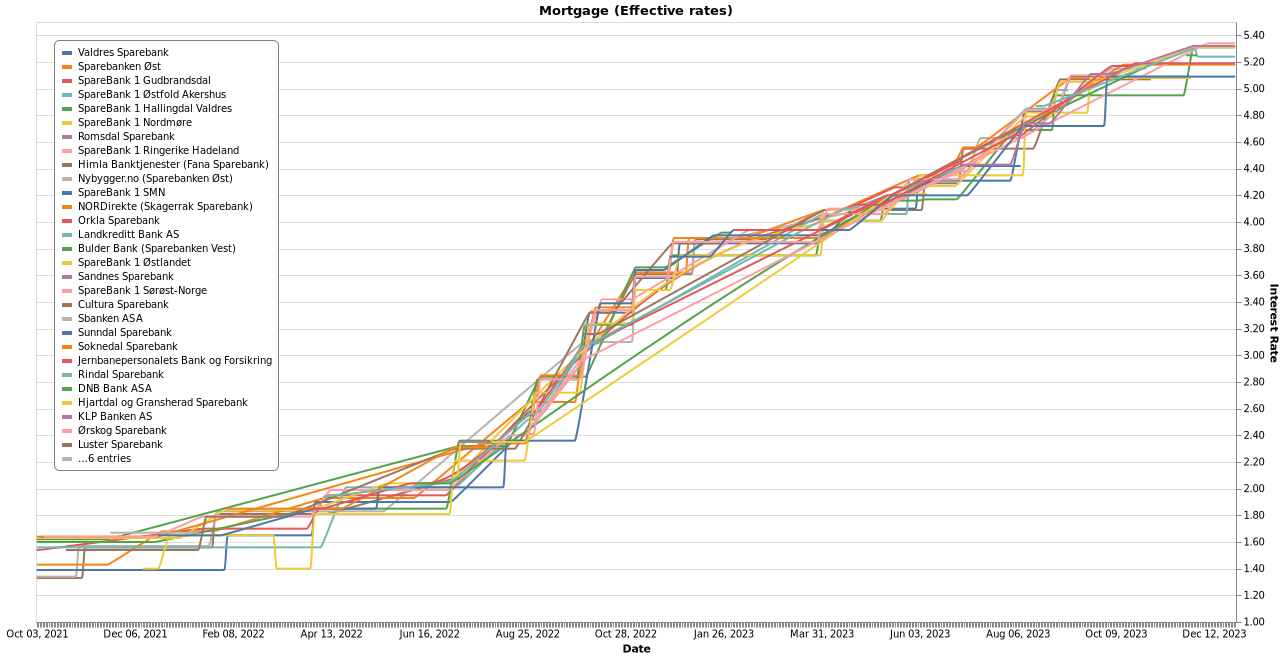 Mortgage (Effective rates)
Valdres Sparebank
Sparebanken Øst
SpareBank 1 Gudbrandsdal
SpareBank 1 Østfold Akershus
SpareBank 1 Hallingdal Valdres
SpareBank 1 Nordmøre
Romsdal Sparebank
SpareBank 1 Ringerike Hadeland
Himla Banktjenester (Fana Sparebank)
Nybygger.no (Sparebanken Øst)
SpareBank 1 SMN
NORDirekte (Skagerrak Sparebank)
Orkla Sparebank
Landkreditt Bank AS
Bulder Bank (Sparebanken Vest)
SpareBank 1 Østlandet
Sandnes Sparebank
SpareBank 1 Sørøst-Norge
Cultura Sparebank
Sbanken ASA
Sunndal Sparebank
Soknedal Sparebank
Jernbanepersonalets Bank og Forsikring
Rindal Sparebank
DNB Bank ASA
Hjartdal og Gransherad Sparebank
KLP Banken AS
Ørskog Sparebank
Luster Sparebank
...6 entries
5.40
5.20
5.00
4.80
4.60
4.40
4.20
4.00
3.80
3.60
3.40
3.20
3.00
2.80
2.60
2.40
2.20
2.00
1.80
1.60
1.40
1.20
1.00
Interest Rate
Oct 03, 2021 Dec 06, 2021 Feb 08, 2022 Apr 13, 2022 Jun 16, 2022 Aug 25, 2022 Oct 28, 2022 Jan 26, 2023 Mar 31, 2023 Jun 03, 2023 Aug 06, 2023 Oct 09, 2023 Dec 12, 2023
Date